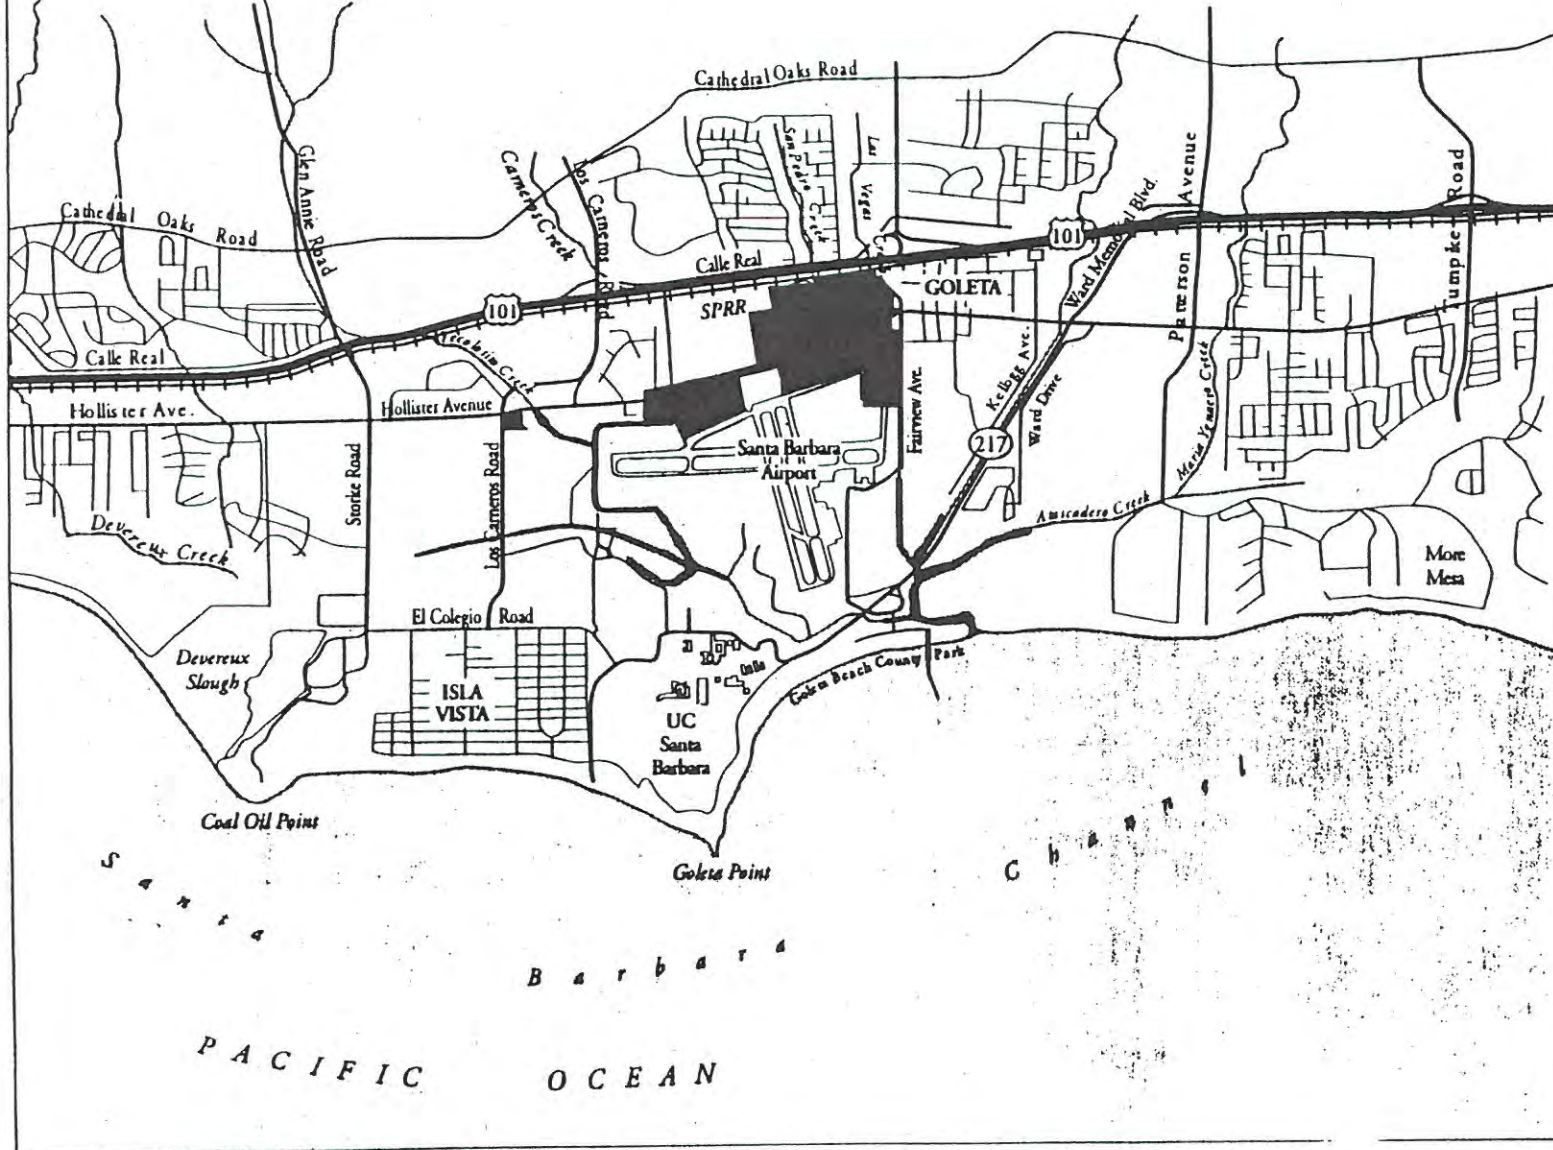 Cathedral Oaks Road
Glen Annie Road
Carneros Creek
Los Carneros Road
San Pedro Creek
Las Vegas Creek
Ward Memorial Blvd.
Patterson Avenue
Turnpike Road
Cathedral Oaks Road
Calle Real
101
GOLETA
101
SPRR
Calle Real
Tecolotito Creek
Hollister Ave.
Hollister Avenue
Kellogg Ave.
Ward Drive
Fairview Ave.
Maria Ygnacio Creek
217
Santa Barbara
Airport
Storke Road
Los Carneros Road
Atascadero Creek
Devereux Creek
More
Mesa
El Colegio Road
Devereux
Slough
ISLA
VISTA
Goleta Beach County Park
UC
Santa
Barbara
Coal Oil Point
Goleta Point
Santa Barbara Channel
PACIFIC OCEAN